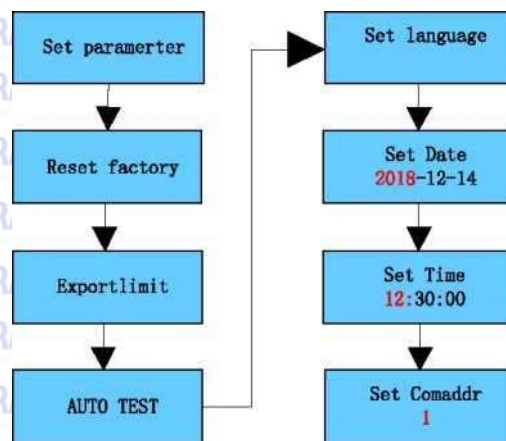 Set paramerter
Reset factory
Exportlimit
AUTO TEST
Set language
Set Date
2018-12-14
Set Time
12:30:00
Set Comaddr
1